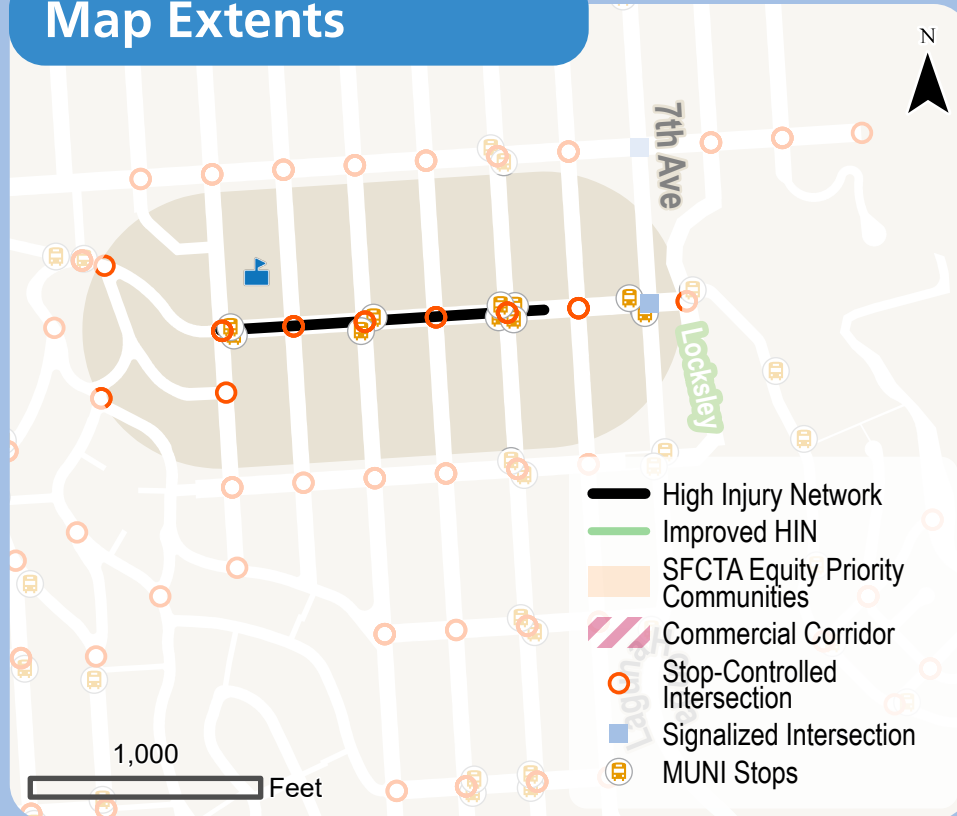 Map Extents
N
7th Ave
Locksley
High Injury Network
Improved HIN
SFCTA Equity Priority
Communities
Commercial Corridor
Stop-Controlled
Intersection
Signalized Intersection
MUNI Stops
Laguna
1,000
Feet